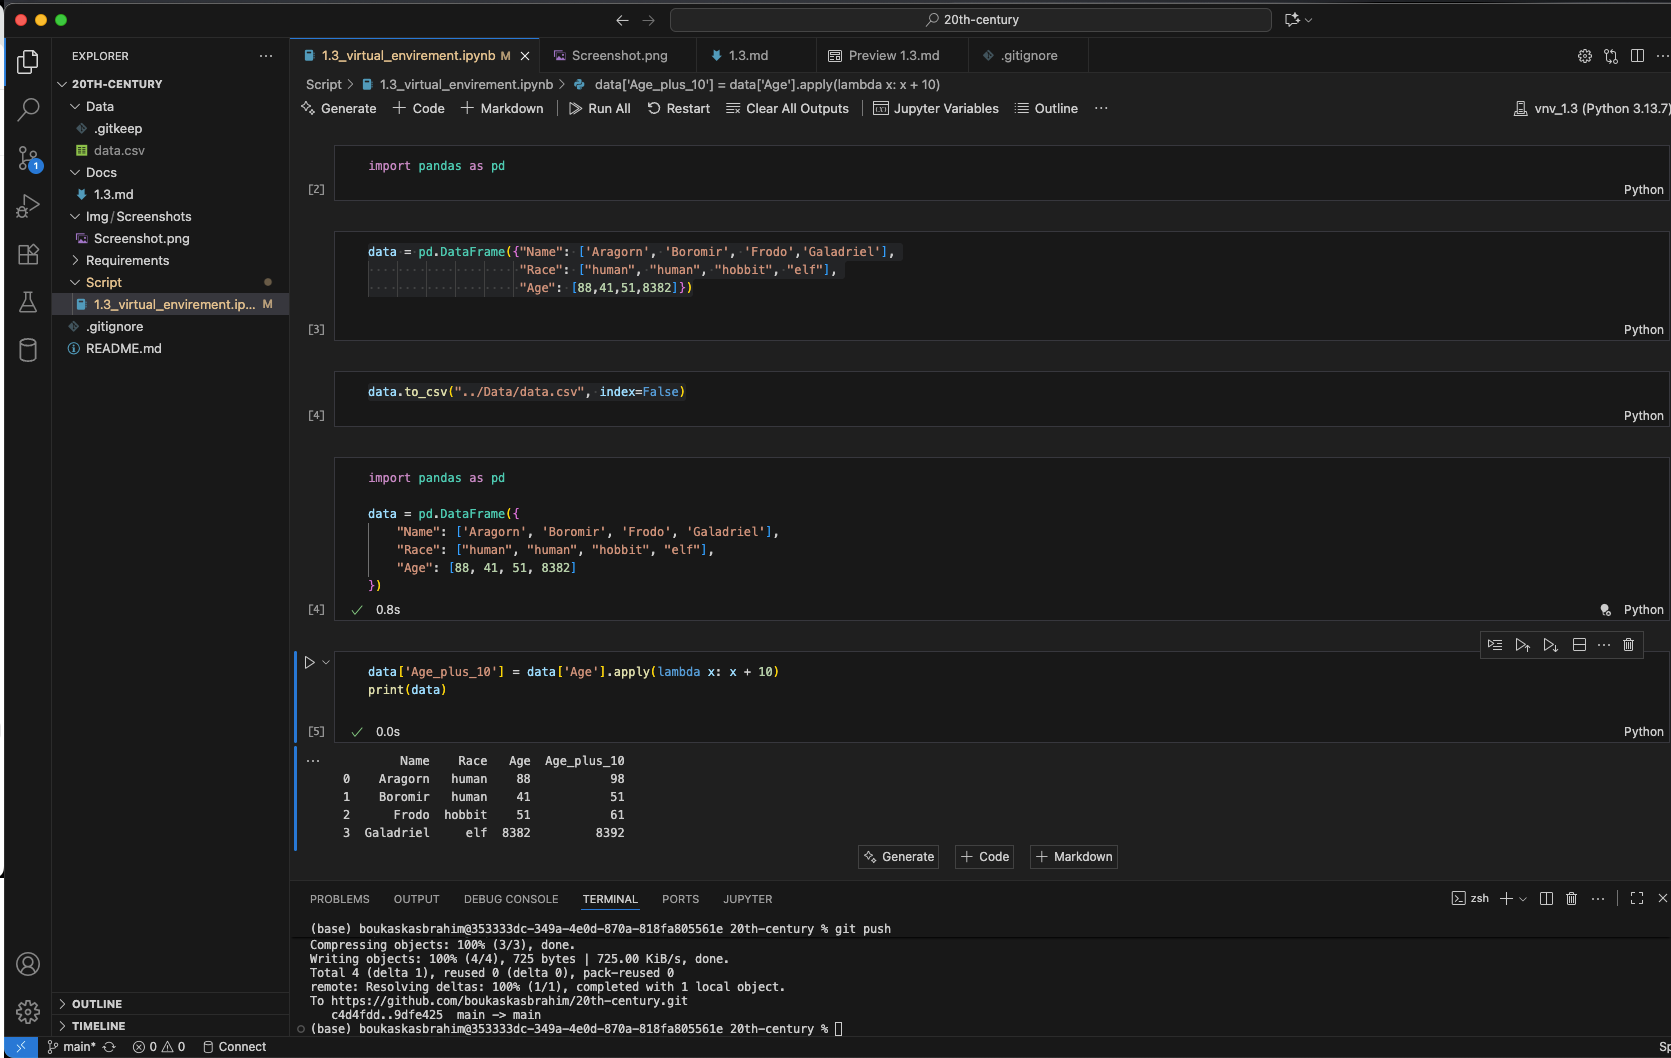 20th-century
EXPLORER
20TH-CENTURY
Data
.gitkeep
data.csv
Docs
1.3.md
Img/Screenshots
Screenshot.png
Requirements
Script
1.3_virtual_envirement.ip... M
.gitignore
README.md
OUTLINE
TIMELINE
1
1.3_virtual_envirement.ipynb M
Screenshot.png
1.3.md
Preview 1.3.md
.gitignore
Script > 1.3_virtual_envirement.ipynb > data['Age_plus_10'] = data['Age'].apply(lambda x: x + 10)
Generate + Code + Markdown Run All Restart Clear All Outputs Jupyter Variables Outline ...
vnv_1.3 (Python 3.13.7)
import pandas as pd
[2] Python
data = pd.DataFrame({"Name": ['Aragorn', 'Boromir', 'Frodo','Galadriel'],
"Race": ["human", "human", "hobbit", "elf"],
"Age": [88,41,51,8382]})
[3] Python
data.to_csv("../Data/data.csv", index=False)
[4] Python
import pandas as pd
data = pd.DataFrame({
"Name": ['Aragorn', 'Boromir', 'Frodo', 'Galadriel'],
"Race": ["human", "human", "hobbit", "elf"],
"Age": [88, 41, 51, 8382]
})
[4] 0.8s Python
data['Age_plus_10'] = data['Age'].apply(lambda x: x + 10)
print(data)
[5] 0.0s Python
Name Race Age Age_plus_10
0 Aragorn human 88 98
1 Boromir human 41 51
2 Frodo hobbit 51 61
3 Galadriel elf 8382 8392
Generate + Code + Markdown
PROBLEMS OUTPUT DEBUG CONSOLE TERMINAL PORTS JUPYTER
zsh
(base) boukaskasbrahim@353333dc-349a-4e0d-870a-818fa805561e 20th-century % git push
Compressing objects: 100% (3/3), done.
Writing objects: 100% (4/4), 725 bytes | 725.00 KiB/s, done.
Total 4 (delta 1), reused 0 (delta 0), pack-reused 0
remote: Resolving deltas: 100% (1/1), completed with 1 local object.
To https://github.com/boukaskasbrahim/20th-century.git
c4d4fdd..9dfe425 main -> main
(base) boukaskasbrahim@353333dc-349a-4e0d-870a-818fa805561e 20th-century %
main* 0 0 Connect
Sp